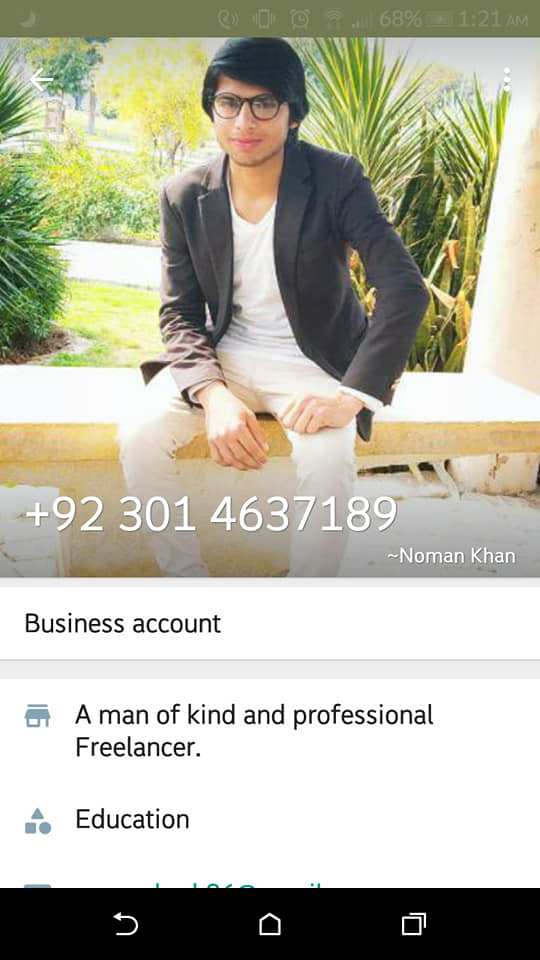 68% 1:21 AM
+92 301 4637189
~Noman Khan
Business account
A man of kind and professional
Freelancer.
Education